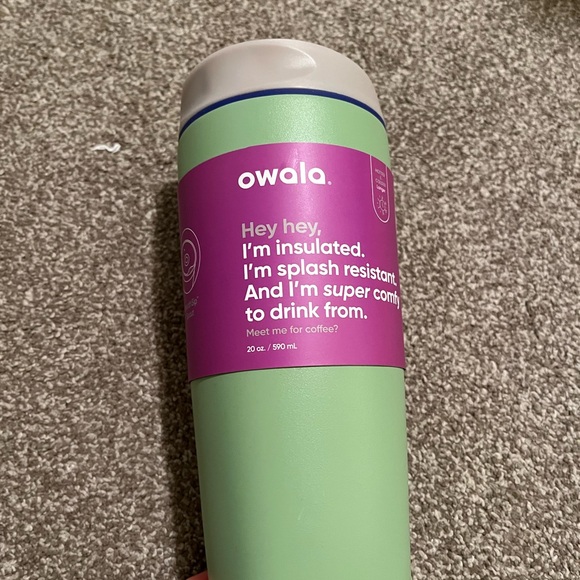 owala.
Hey hey,
I'm insulated.
I'm splash resistant.
And I'm super comfy
to drink from.
Meet me for coffee?
20 oz. / 590 mL